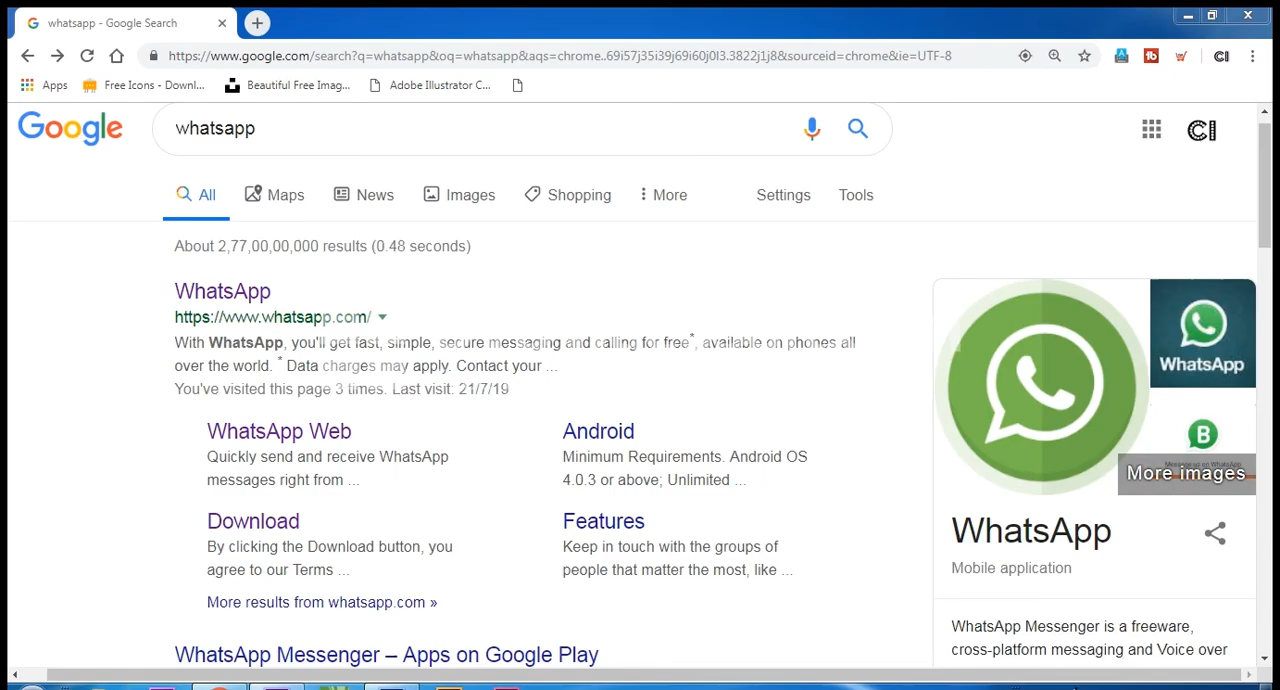 whatsapp - Google Search
https://www.google.com/search?q=whatsapp&oq=whatsapp&aqs=chrome..69i57j35i39j69i60j0l3.3822j1j8&sourceid=chrome&ie=UTF-8
Apps Free Icons - Downl... Beautiful Free Imag... Adobe Illustrator C...
Google whatsapp CI
All Maps News Images Shopping More Settings Tools
About 2,77,00,00,000 results (0.48 seconds)
WhatsApp
https://www.whatsapp.com/
With WhatsApp, you'll get fast, simple, secure messaging and calling for free*, available on phones all
over the world. * Data charges may apply. Contact your ...
You've visited this page 3 times. Last visit: 21/7/19
WhatsApp Web
Quickly send and receive WhatsApp
messages right from ...
Android
Minimum Requirements. Android OS
4.0.3 or above; Unlimited ...
Download
By clicking the Download button, you
agree to our Terms ...
Features
Keep in touch with the groups of
people that matter the most, like ...
More results from whatsapp.com »
WhatsApp Messenger – Apps on Google Play
WhatsApp
B
More images
WhatsApp
Mobile application
WhatsApp Messenger is a freeware,
cross-platform messaging and Voice over